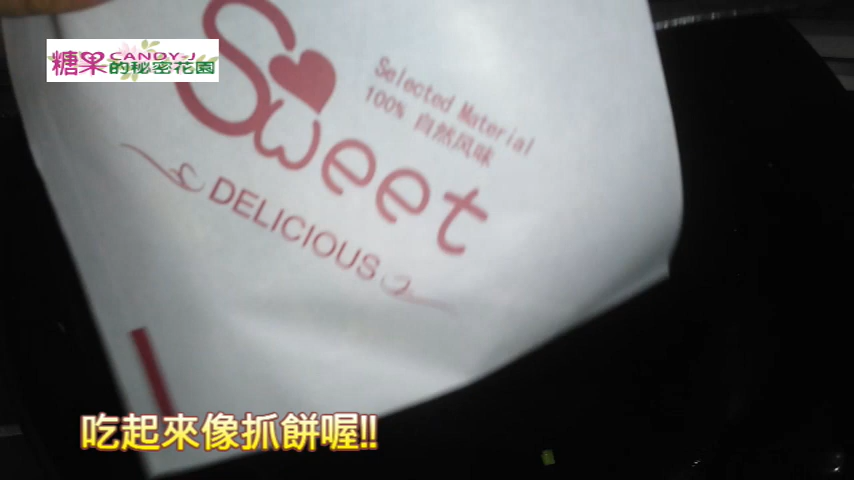 糖果 CANDY-J
的秘密花園
Sweet
Selected Material
100% 自然风味
DELICIOUS
吃起來像抓餅喔!!